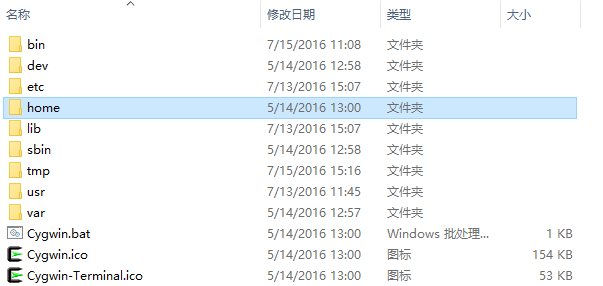 名称 修改日期 类型 大小
bin 7/15/2016 11:08 文件夹
dev 5/14/2016 12:58 文件夹
etc 7/13/2016 15:07 文件夹
home 5/14/2016 13:00 文件夹
lib 7/13/2016 15:07 文件夹
sbin 5/14/2016 12:58 文件夹
tmp 7/15/2016 15:16 文件夹
usr 7/13/2016 11:45 文件夹
var 5/14/2016 12:57 文件夹
Cygwin.bat 5/14/2016 13:00 Windows 批处理... 1 KB
Cygwin.ico 5/14/2016 13:00 图标 154 KB
Cygwin-Terminal.ico 5/14/2016 13:00 图标 53 KB